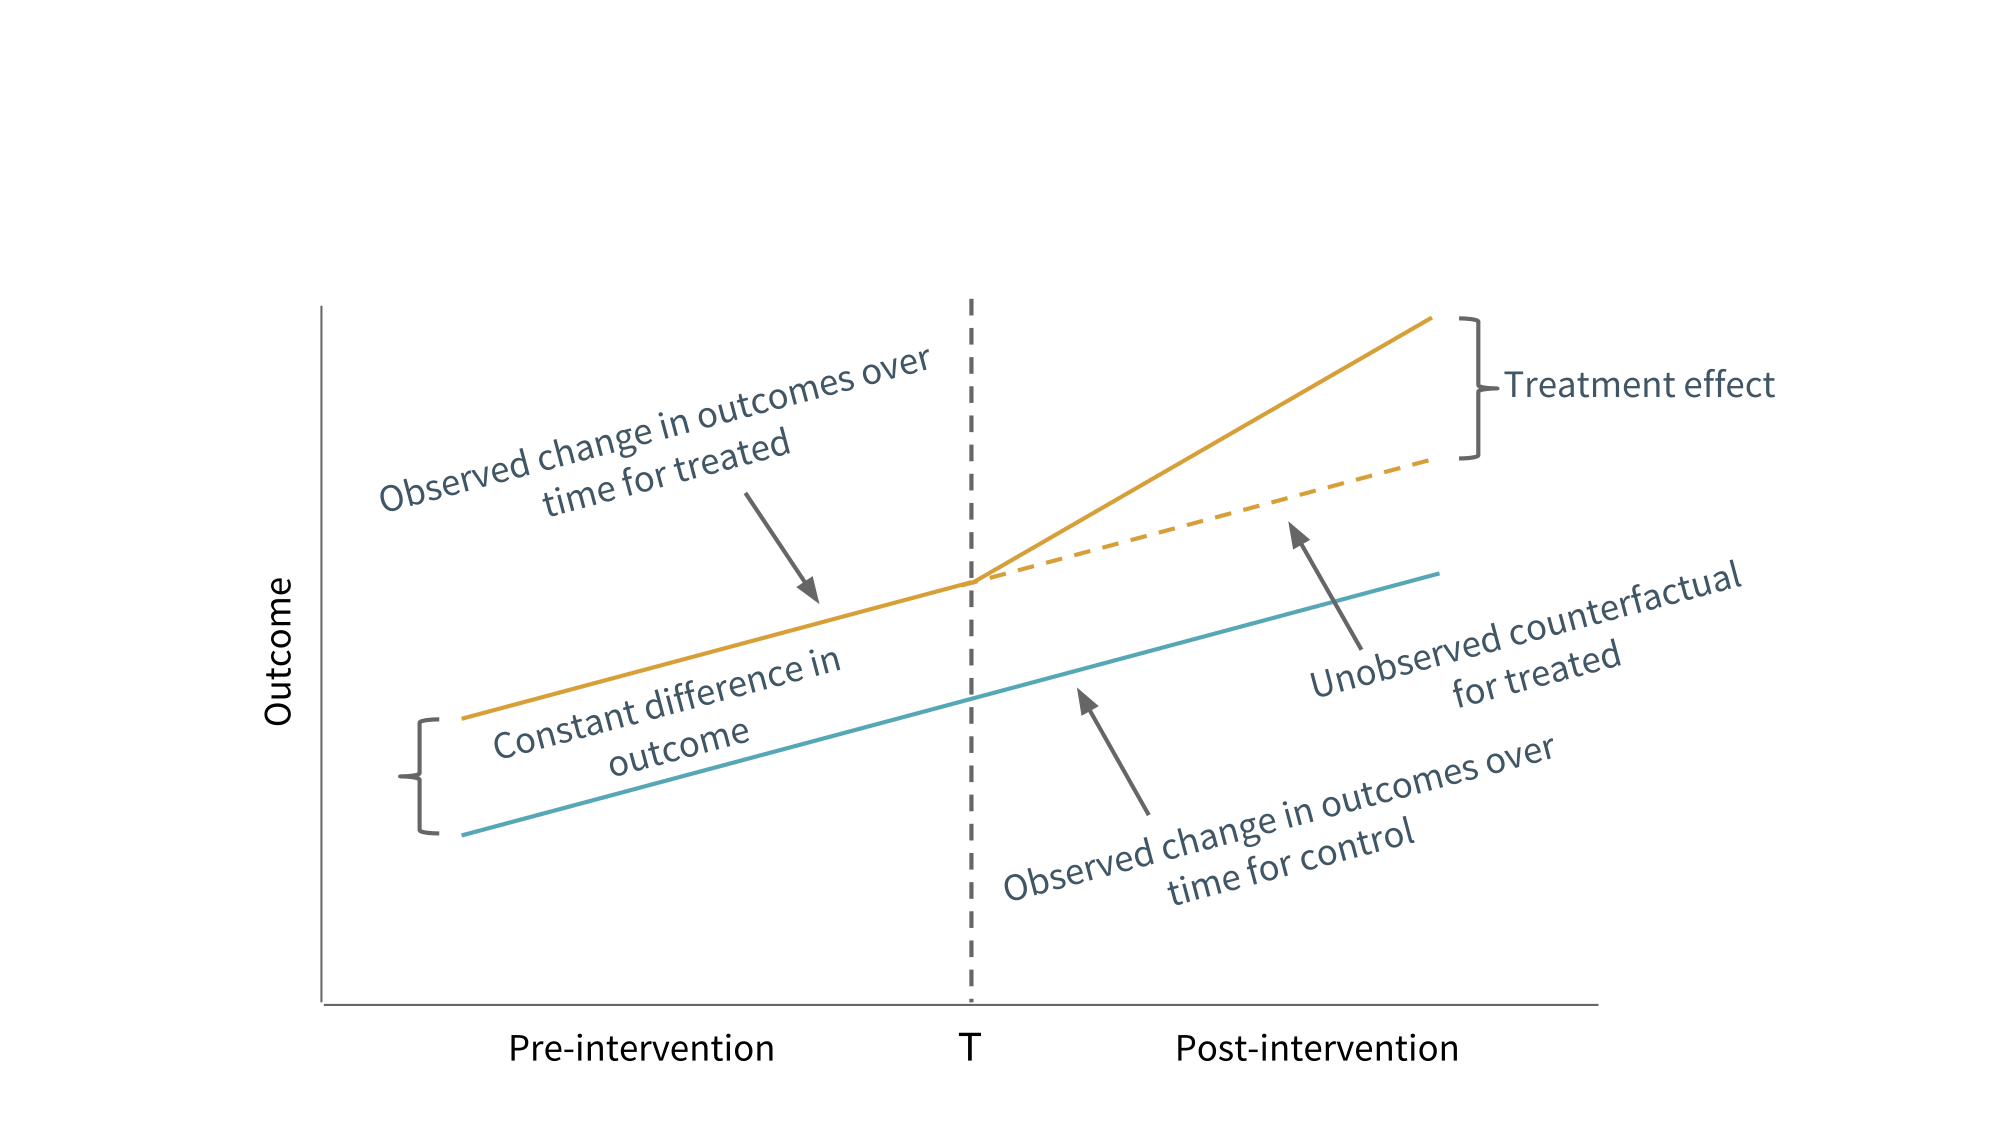 Observed change in outcomes over
time for treated
Treatment effect
Outcome
Constant difference in
outcome
Unobserved counterfactual
for treated
Observed change in outcomes over
time for control
Pre-intervention
T
Post-intervention